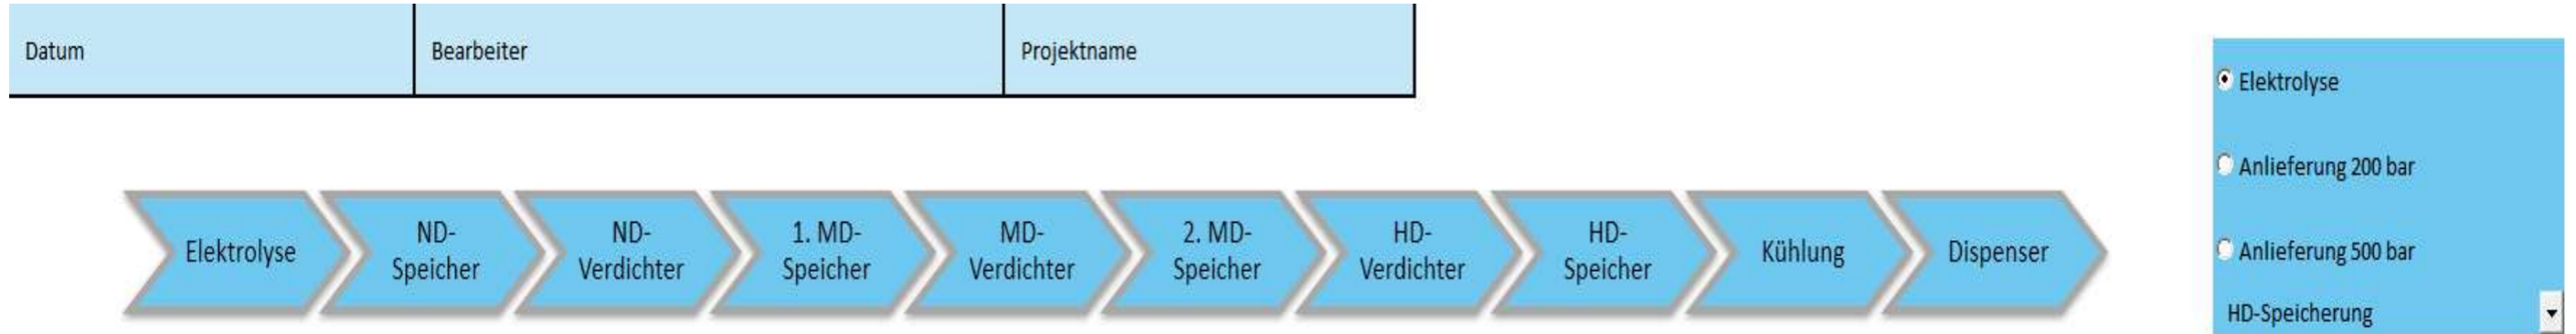 Datum
Bearbeiter
Projektname
Elektrolyse
Anlieferung 200 bar
Anlieferung 500 bar
HD-Speicherung
Elektrolyse
ND-
Speicher
ND-
Verdichter
1. MD-
Speicher
MD-
Verdichter
2. MD-
Speicher
HD-
Verdichter
HD-
Speicher
Kühlung
Dispenser